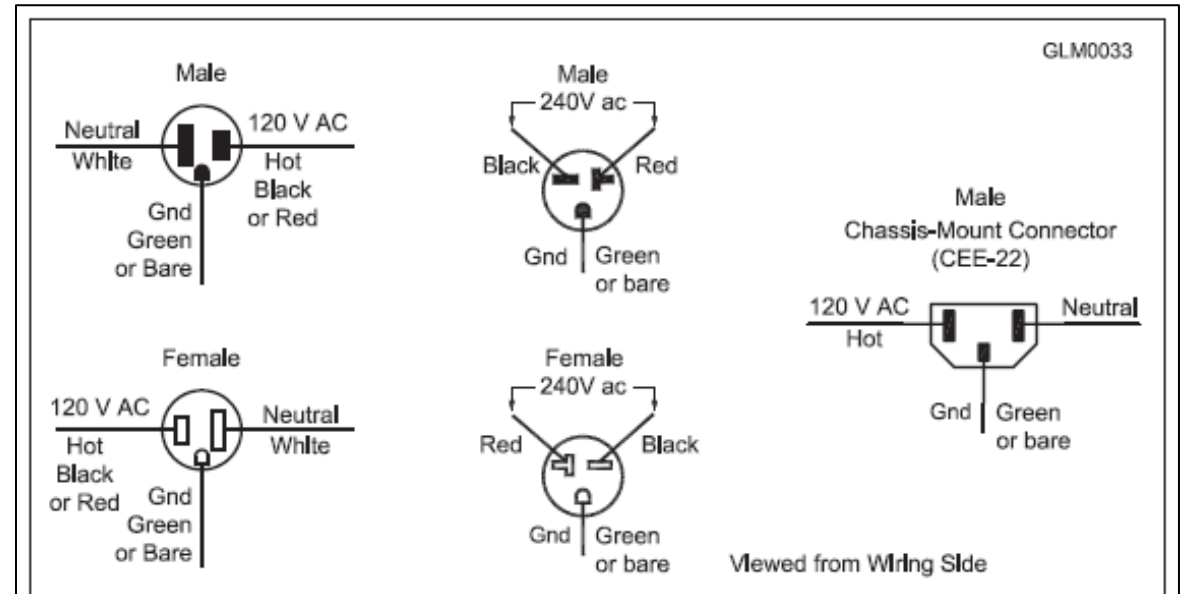 GLM0033
Male
Neutral
White
120 V AC
Hot
Black
or Red
Gnd
Green
or Bare
Male
240V ac
Black
Red
Gnd
Green
or bare
Male
Chassis-Mount Connector
(CEE-22)
120 V AC
Hot
Neutral
Gnd
Green
or bare
Female
120 V AC
Hot
Black
or Red
Neutral
White
Gnd
Green
or Bare
Female
240V ac
Red
Black
Gnd
Green
or bare
Viewed from Wiring Side